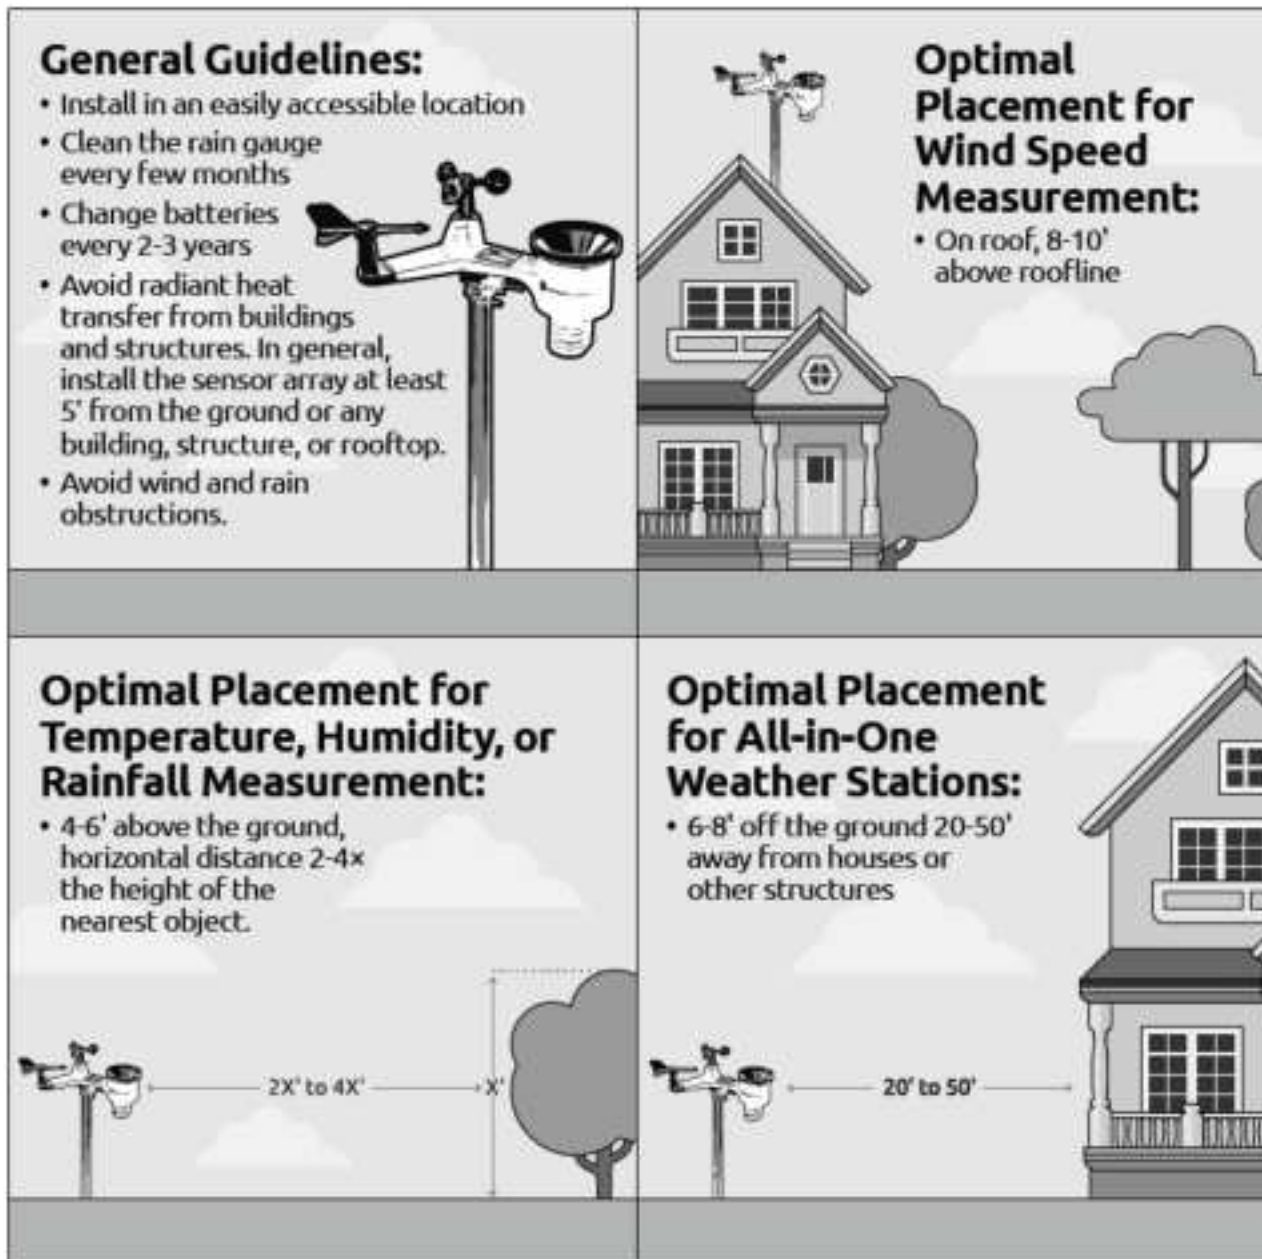 General Guidelines:
• Install in an easily accessible location
• Clean the rain gauge
every few months
• Change batteries
every 2-3 years
• Avoid radiant heat
transfer from buildings
and structures. In general,
install the sensor array at least
5' from the ground or any
building, structure, or rooftop.
• Avoid wind and rain
obstructions.
Optimal
Placement for
Wind Speed
Measurement:
• On roof, 8-10'
above roofline
Optimal Placement for
Temperature, Humidity, or
Rainfall Measurement:
• 4-6' above the ground,
horizontal distance 2-4×
the height of the
nearest object.
2X' to 4X'
X'
Optimal Placement
for All-in-One
Weather Stations:
• 6-8' off the ground 20-50'
away from houses or
other structures
20' to 50'